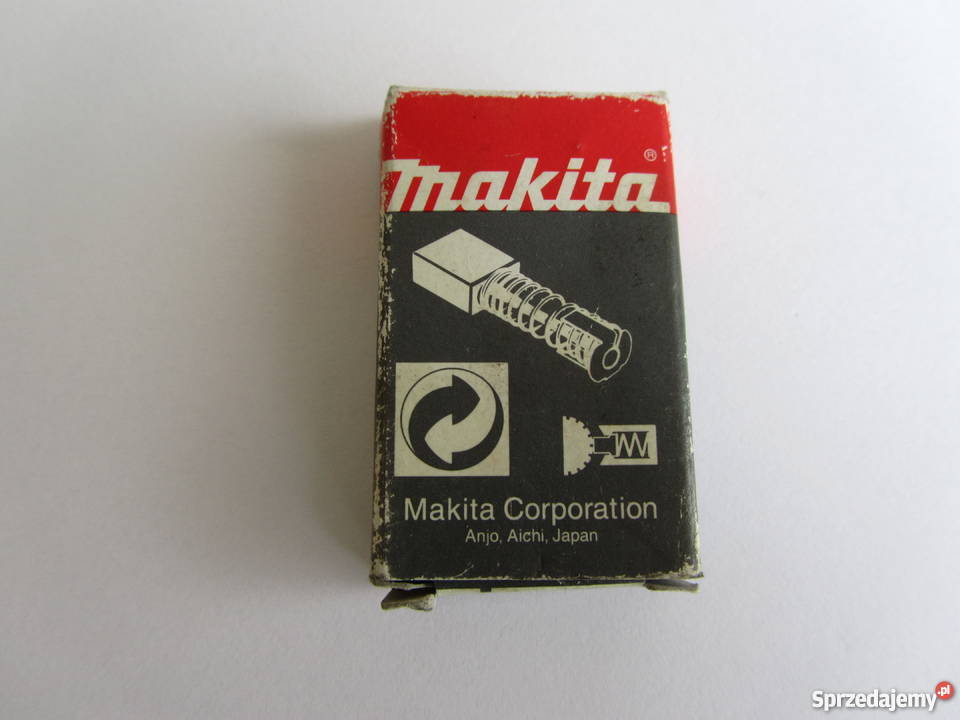 makita®
Makita Corporation
Anjo, Aichi, Japan
Sprzedajemy.pl